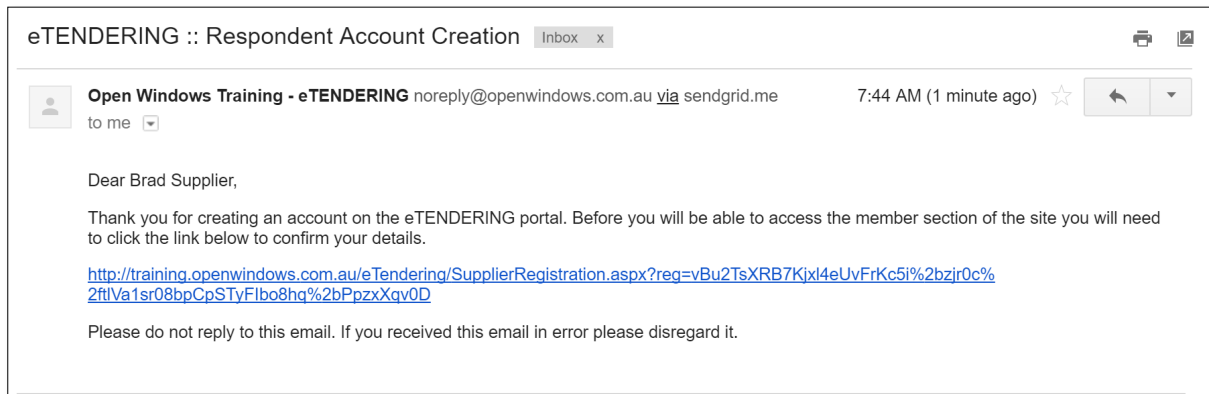 eTENDERING :: Respondent Account Creation Inbox x
Open Windows Training - eTENDERING noreply@openwindows.com.au via sendgrid.me 7:44 AM (1 minute ago)
to me
Dear Brad Supplier,
Thank you for creating an account on the eTENDERING portal. Before you will be able to access the member section of the site you will need
to click the link below to confirm your details.
http://training.openwindows.com.au/eTendering/SupplierRegistration.aspx?reg=vBu2TsXRB7Kjxl4eUvFrKc5i%2bzjr0c%
2ftlVa1sr08bpCpSTyFIbo8hq%2bPpzxXqv0D
Please do not reply to this email. If you received this email in error please disregard it.